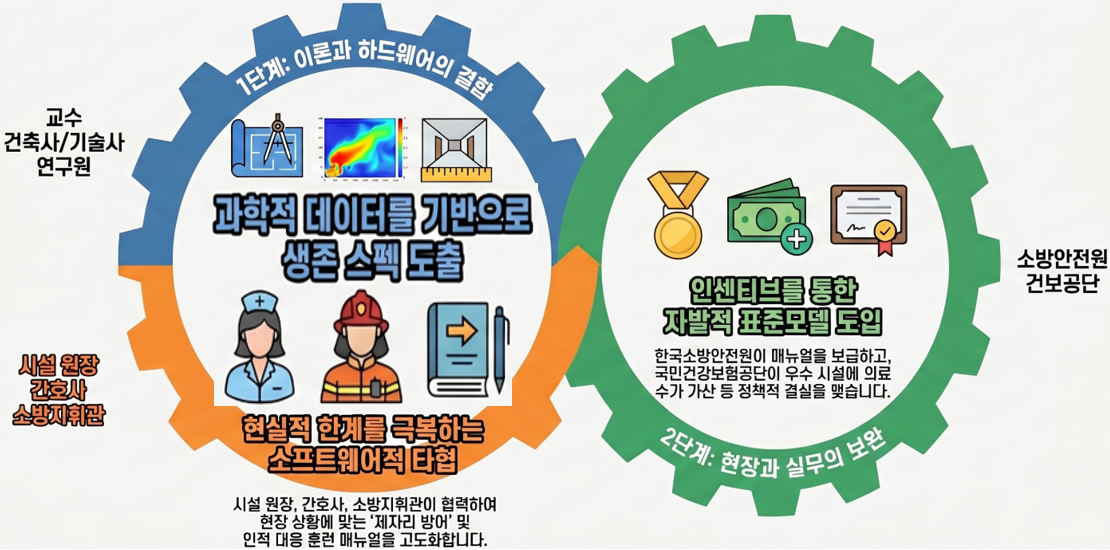 1단계: 이론과 하드웨어의 결합
교수
건축사/기술사
연구원
과학적 데이터를 기반으로
생존 스펙 도출
시설 원장
간호사
소방지휘관
현실적 한계를 극복하는
소프트웨어적 타협
시설 원장, 간호사, 소방지휘관이 협력하여
현장 상황에 맞는 ‘제자리 방어’ 및
인적 대응 훈련 매뉴얼을 고도화합니다.
인센티브를 통한
자발적 표준모델 도입
한국소방안전원이 매뉴얼을 보급하고,
국민건강보험공단이 우수 시설에 의료
수가 가산 등 정책적 결실을 맺습니다.
2단계: 현장과 실무의 보완
소방안전원
건보공단